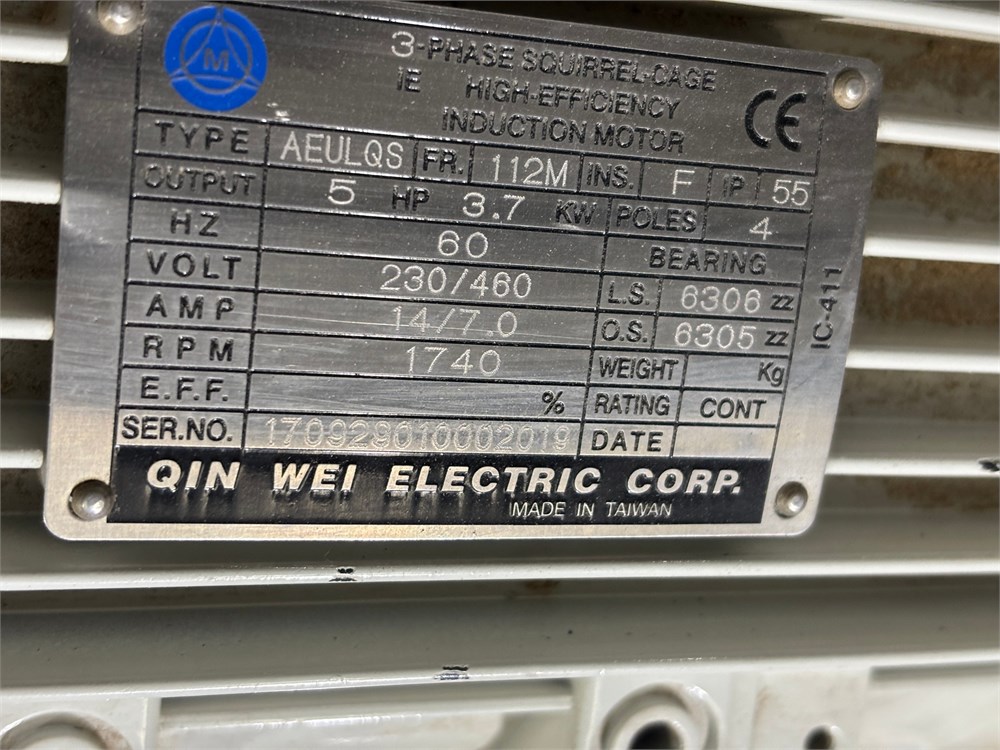 M
3-PHASE SQUIRREL-CAGE
IE HIGH-EFFICIENCY
INDUCTION MOTOR
CE
TYPE AEULQS FR. 112M INS. F IP 55
OUTPUT 5 HP 3.7 KW POLES 4
HZ 60 BEARING
VOLT 230/460 L.S. 6306 ZZ
AMP 14/7.0 O.S. 6305 ZZ
RPM 1740 WEIGHT Kg
E.F.F. % RATING CONT
SER.NO. 170929010002019 DATE
IC 411
QIN WEI ELECTRIC CORP.
MADE IN TAIWAN